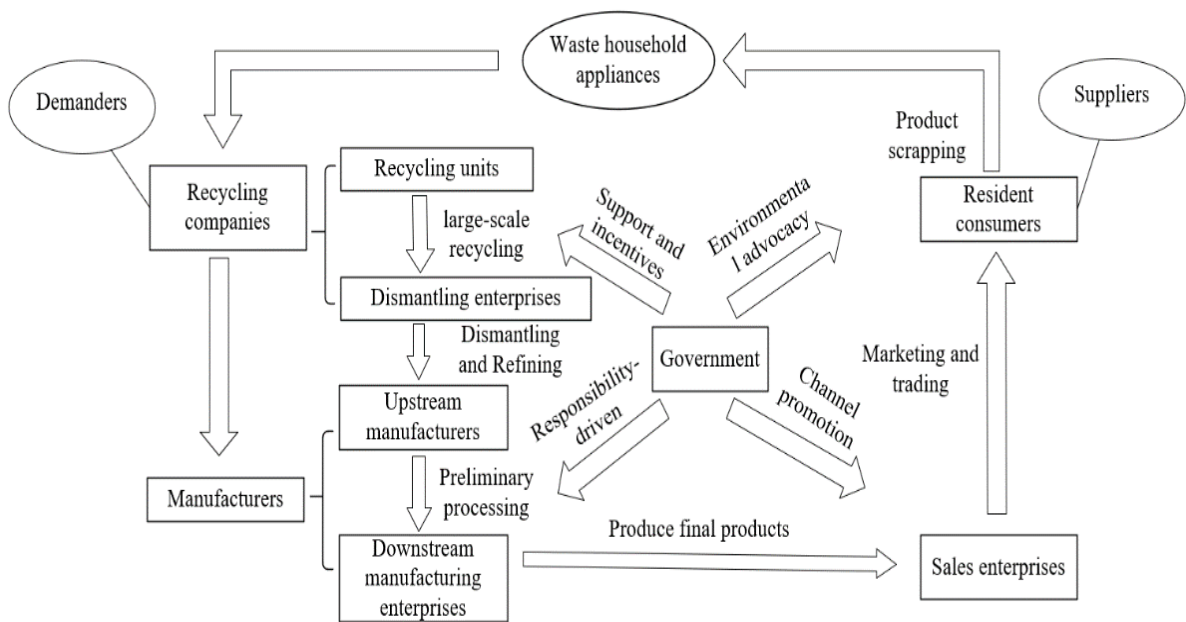 Waste household
appliances
Demanders
Suppliers
Product
scrapping
Recycling
companies
Recycling units
large-scale
recycling
Dismantling enterprises
Support and
incentives
Environmenta
l advocacy
Resident
consumers
Dismantling
and Refining
Government
Marketing and
trading
Upstream
manufacturers
Responsibility-
driven
Channel
promotion
Manufacturers
Preliminary
processing
Produce final products
Downstream
manufacturing
enterprises
Sales enterprises